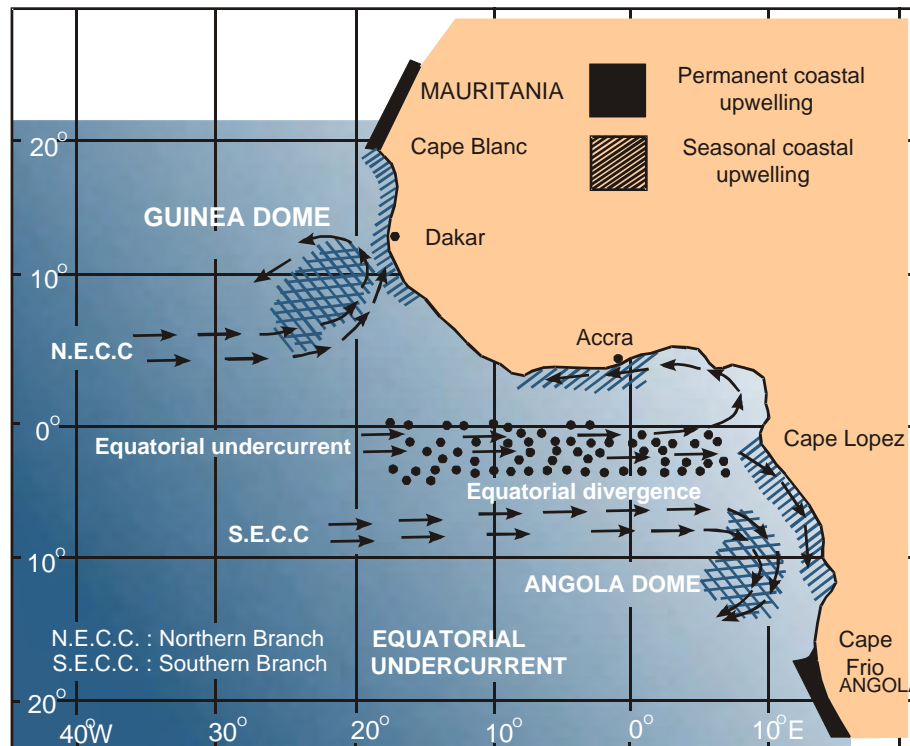 MAURITANIA
Permanent coastal
upwelling
20°
Cape Blanc
Seasonal coastal
upwelling
GUINEA DOME
Dakar
10°
N.E.C.C
Accra
0°
Equatorial undercurrent
Cape Lopez
Equatorial divergence
S.E.C.C
10°
ANGOLA DOME
N.E.C.C. : Northern Branch
S.E.C.C. : Southern Branch
EQUATORIAL
UNDERCURRENT
Cape
Frio
ANGOLA
20°
40°W
30°
20°
10°
0°
10°E